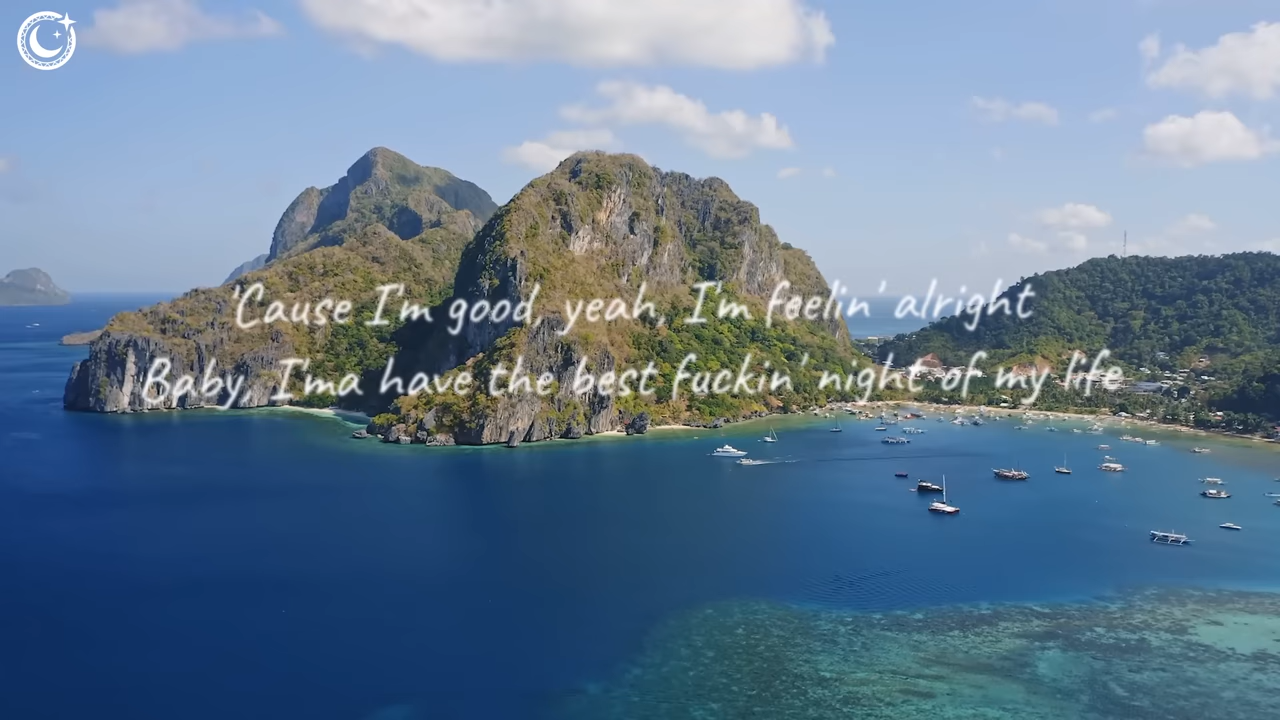 'Cause I'm good, yeah, I'm feelin' alright
Baby, I'ma have the best fuckin' night of my life